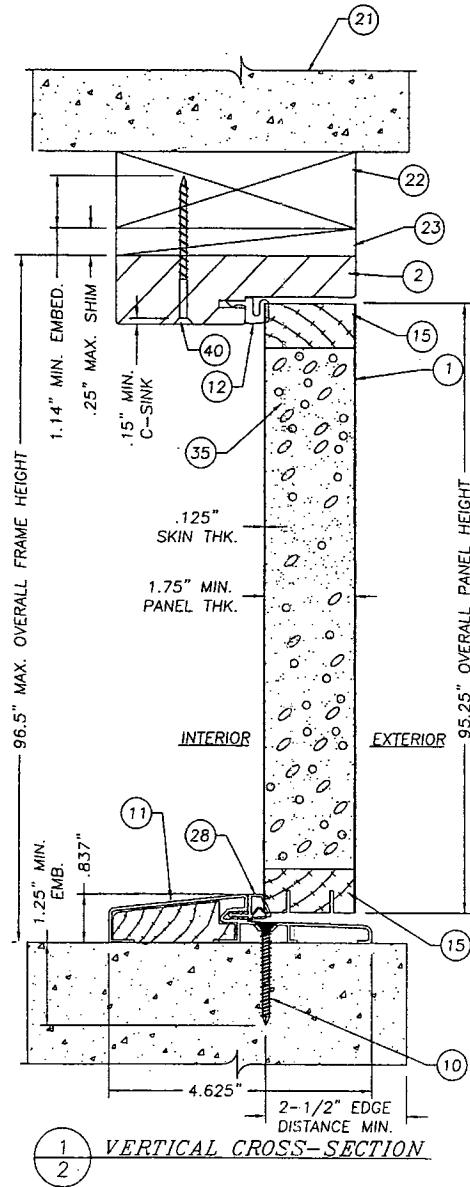 21
22
23
2
1.14" MIN. EMBED.
.25" MAX. SHIM
.15" MIN.
C-SINK
40
12
15
1
35
96.5" MAX. OVERALL FRAME HEIGHT
.125"
SKIN THK.
1.75" MIN.
PANEL THK.
95.25" OVERALL PANEL HEIGHT
INTERIOR
EXTERIOR
11
28
1.25" MIN.
EMB.
.837"
15
10
4.625"
2-1/2" EDGE
DISTANCE MIN.
1
2
VERTICAL CROSS-SECTION